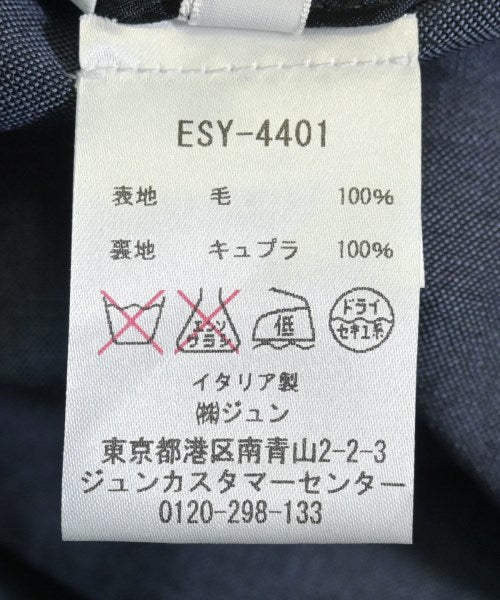 ESY-4401
表地 毛 100%
裏地 キュプラ 100%
エンソサラシ 低 ドライ セキユ系
イタリア製
㈱ジュン
東京都港区南青山2-2-3
ジュンカスタマーセンター
0120-298-133